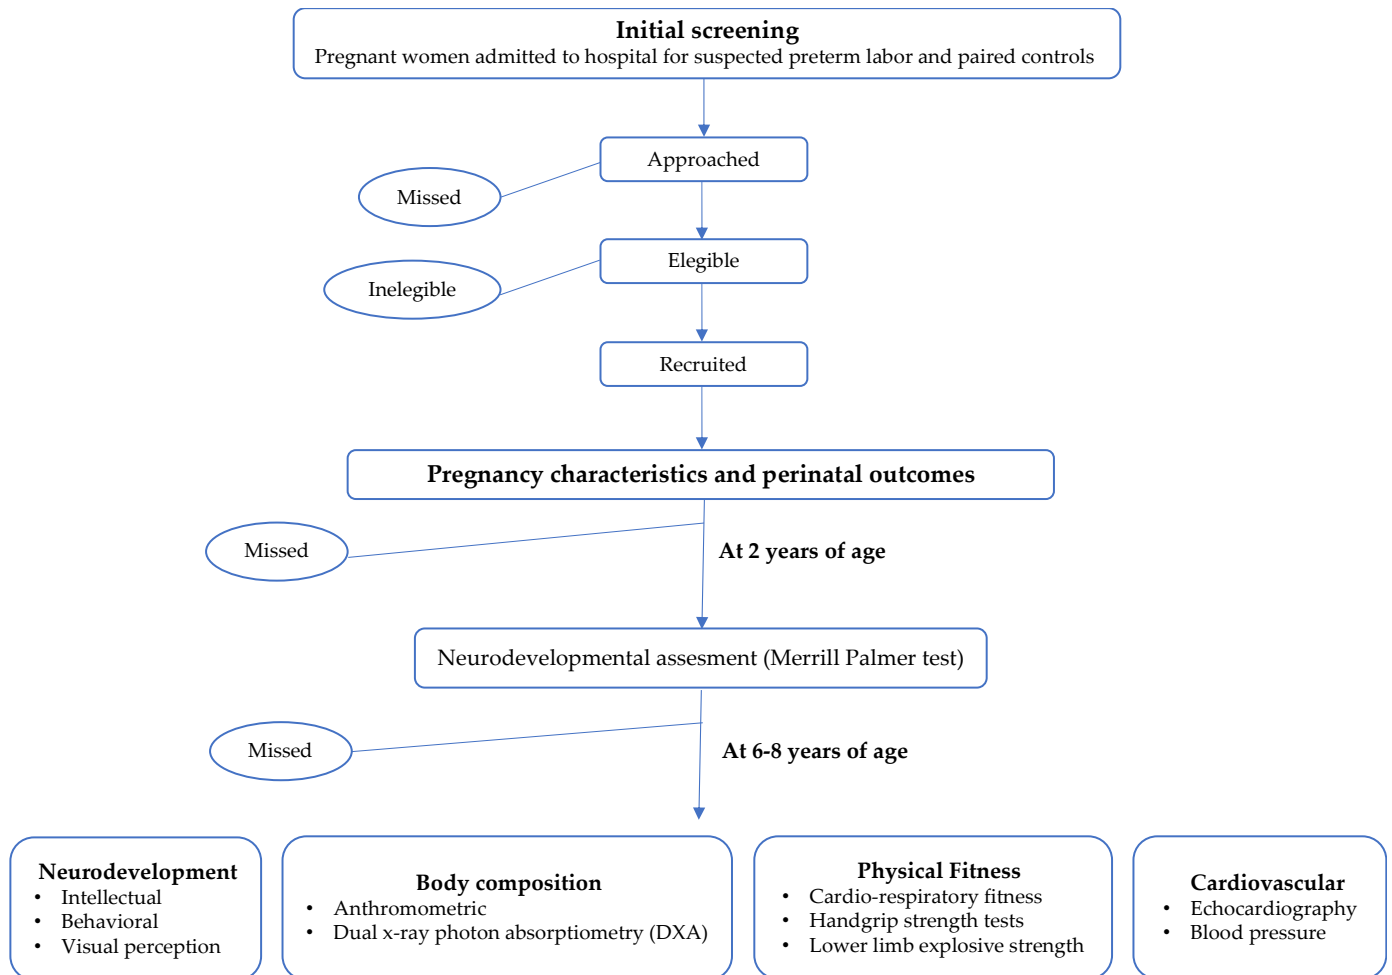 Initial screening
Pregnant women admitted to hospital for suspected preterm labor and paired controls
Approached
Missed
Elegible
Inelegible
Recruited
Pregnancy characteristics and perinatal outcomes
Missed
At 2 years of age
Neurodevelopmental assesment (Merrill Palmer test)
Missed
At 6-8 years of age
Neurodevelopment
• Intellectual
• Behavioral
• Visual perception
Body composition
• Anthromometric
• Dual x-ray photon absorptiometry (DXA)
Physical Fitness
• Cardio-respiratory fitness
• Handgrip strength tests
• Lower limb explosive strength
Cardiovascular
• Echocardiography
• Blood pressure